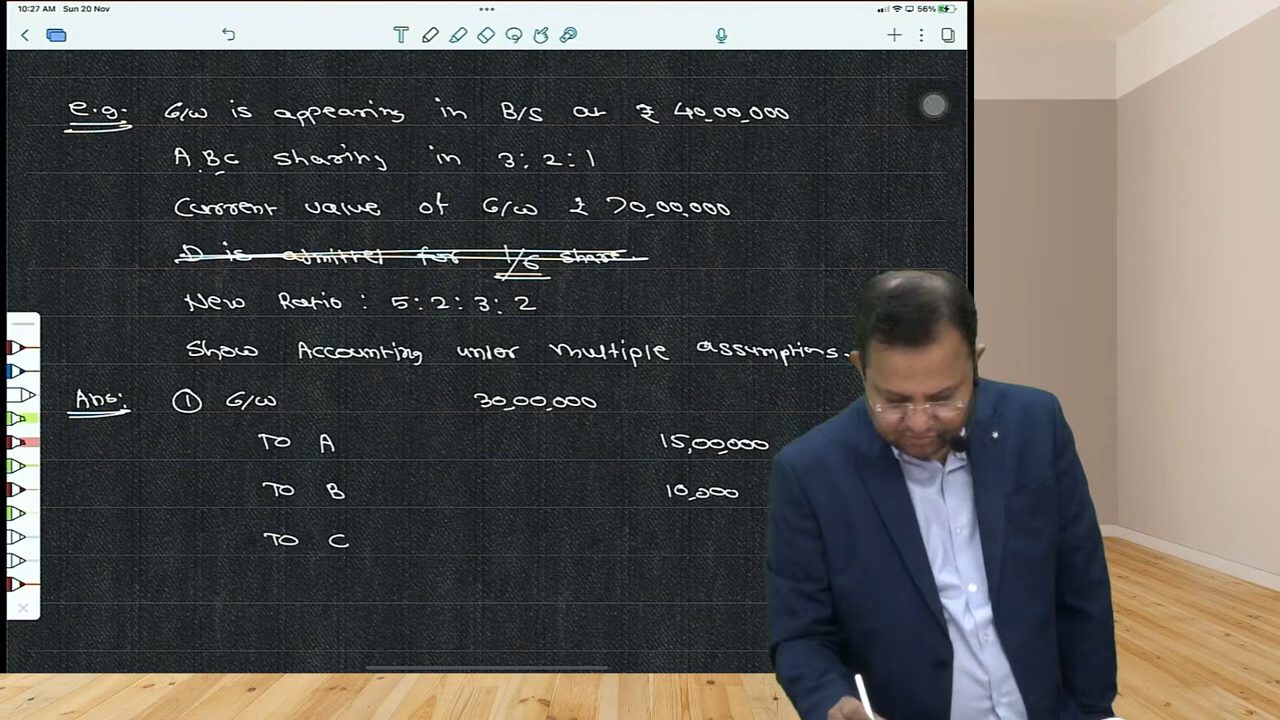 10:27 AM Sun 20 Nov
56%
e.g. G/w is appearing in B/s at ₹ 40,00,000
A, B, C sharing in 3:2:1
Current value of G/w ₹ 70,00,000
D is admitted for 1/6 share.
New Ratio : 5:2:3:2
Show Accounting under multiple assumptions.
Ans: ① G/w 30,00,000
To A 15,00,000
To B 10,000
To C